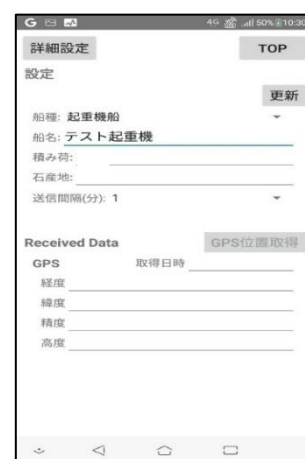 4G 50% 10:30
詳細設定 TOP
設定
更新
船種: 起重機船
船名: テスト起重機
積み荷:
石産地:
送信間隔(分): 1
Received Data GPS位置取得
GPS 取得日時
経度
緯度
精度
高度